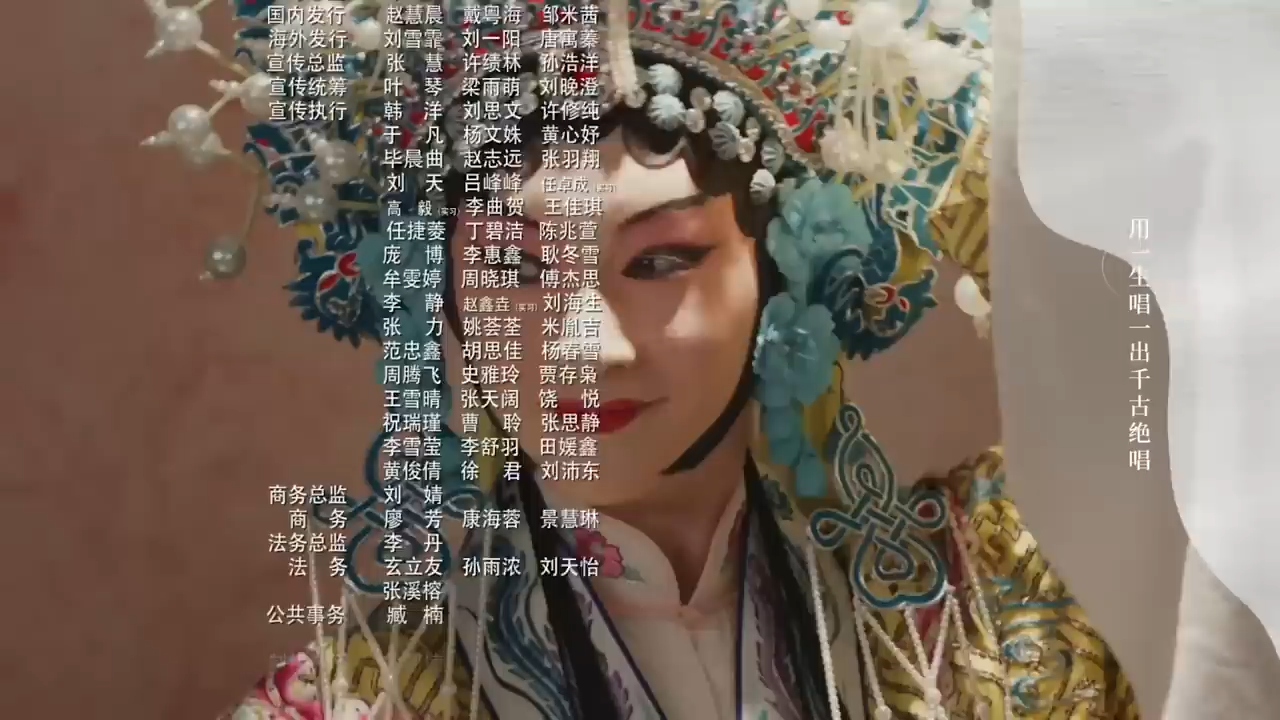 国内发行 赵慧晨 戴粤海 邹米茜
海外发行 刘雪霏 刘一阳 唐寓蓁
宣传总监 张 慧 许绩林 孙浩洋
宣传统筹 叶 琴 梁雨萌 刘晚澄
宣传执行 韩 洋 刘思文 许修纯
于 凡 杨文姝 黄心妤
毕晨曲 赵志远 张羽翔
刘 天 吕峰峰 任卓成(实习)
高 毅(实习) 李曲贺 王佳琪
任捷菱 丁碧洁 陈兆萱
庞 博 李惠鑫 耿冬雪
牟雯婷 周晓琪 傅杰思
李 静 赵鑫垚(实习) 刘海生
张 力 姚荟荃 米胤吉
范忠鑫 胡思佳 杨春雪
周腾飞 史雅玲 贾存枭
王雪晴 张天阔 饶 悦
祝瑞瑾 曹 聆 张思静
李雪莹 李舒羽 田媛鑫
黄俊倩 徐 君 刘沛东
商务总监 刘 婧
商 务 廖 芳 康海蓉 景慧琳
法务总监 李 丹
法 务 玄立友 孙雨浓 刘天怡
张溪榕
公共事务 臧 楠
用一生唱一出千古绝唱